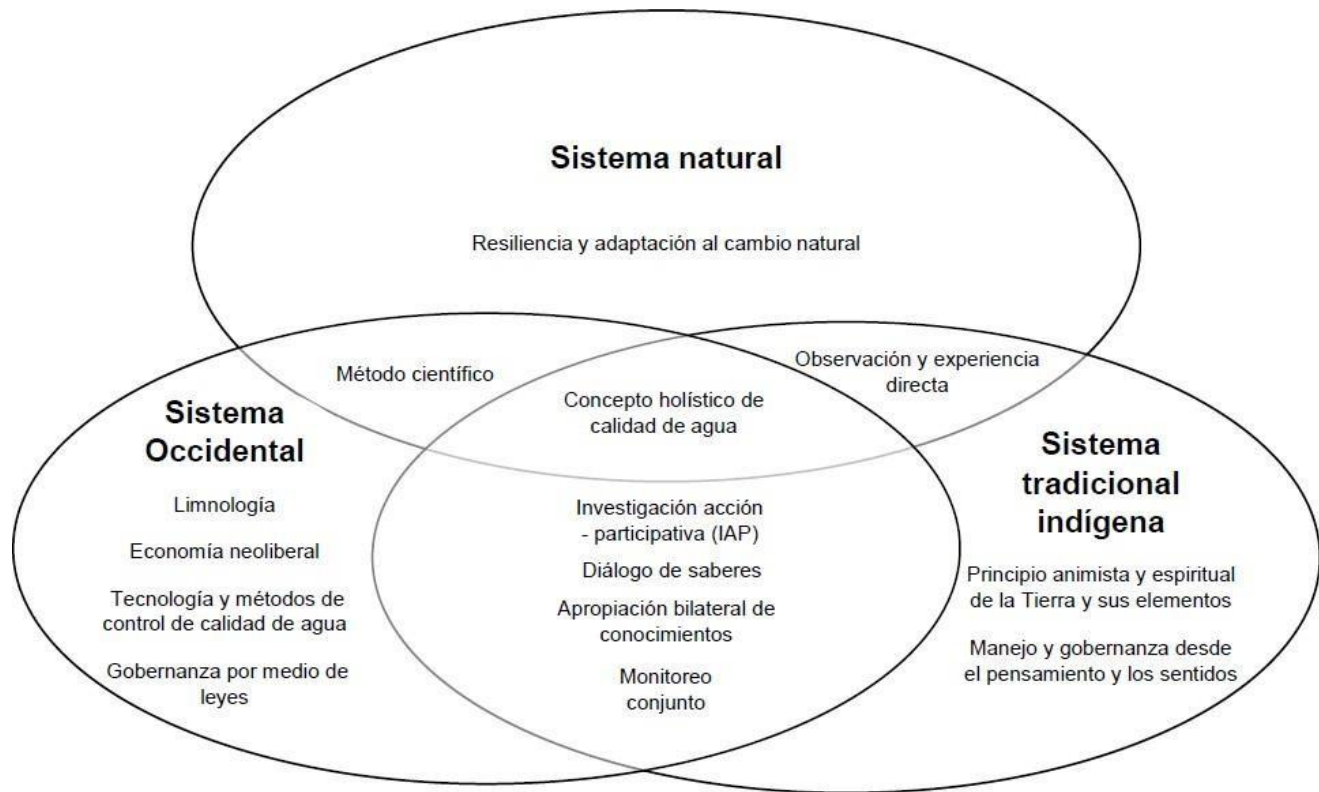 Sistema natural
Resiliencia y adaptación al cambio natural
Método científico
Observación y experiencia
directa
Concepto holístico de
calidad de agua
Sistema
Occidental
Limnología
Economía neoliberal
Tecnología y métodos de
control de calidad de agua
Gobernanza por medio de
leyes
Investigación acción
- participativa (IAP)
Diálogo de saberes
Apropiación bilateral de
conocimientos
Monitoreo
conjunto
Sistema
tradicional
indígena
Principio animista y espiritual
de la Tierra y sus elementos
Manejo y gobernanza desde
el pensamiento y los sentidos